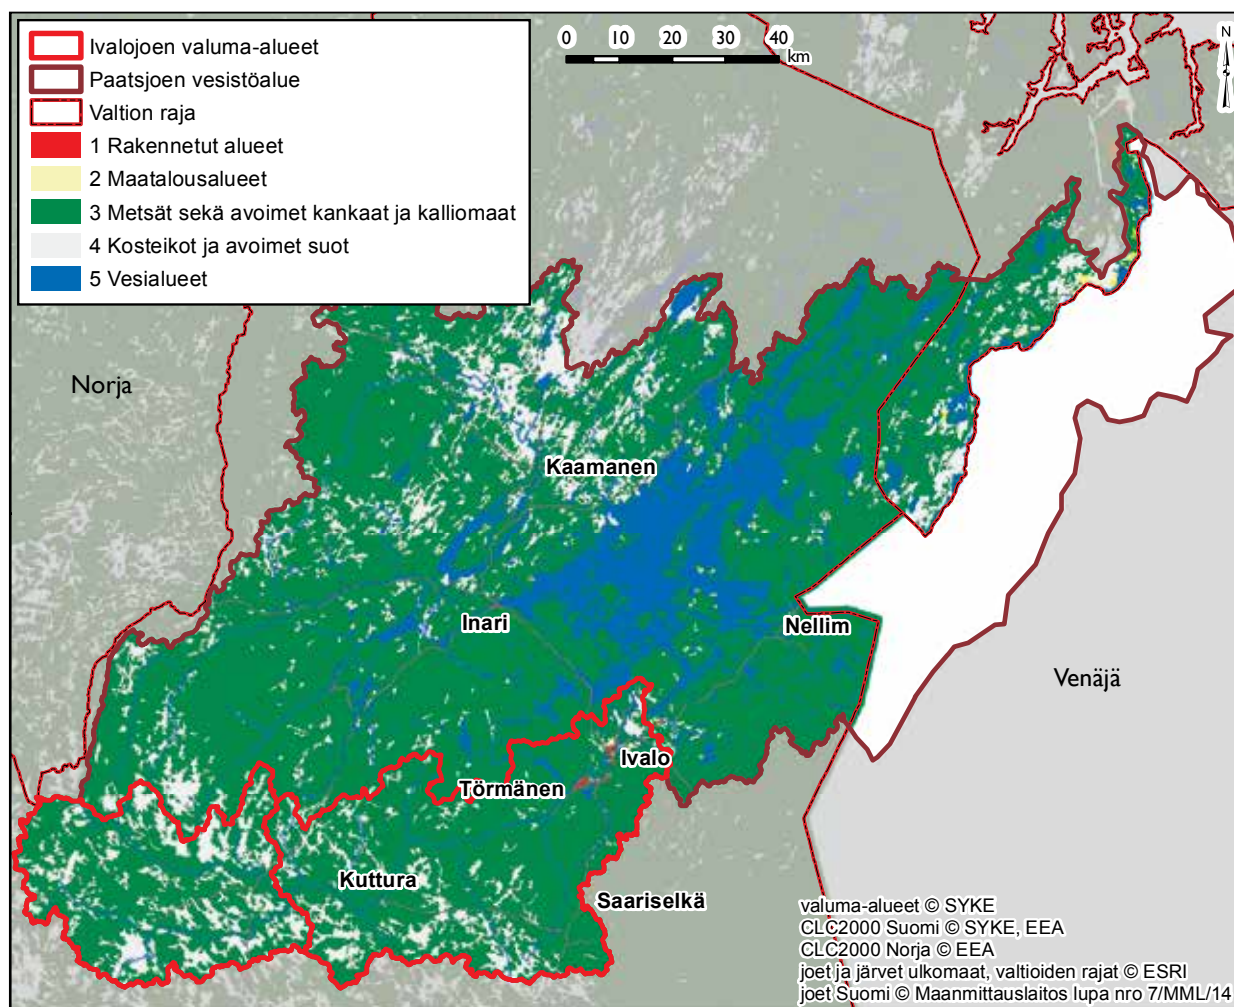 Ivalojoen valuma-alueet
Paatsjoen vesistöalue
Valtion raja
1 Rakennetut alueet
2 Maatalousalueet
3 Metsät sekä avoimet kankaat ja kalliomaat
4 Kosteikot ja avoimet suot
5 Vesialueet
0 10 20 30 40
km
N
Norja
Kaamanen
Inari
Nellim
Venäjä
Ivalo
Törmänen
Kuttura
Saariselkä
valuma-alueet © SYKE
CLC2000 Suomi © SYKE, EEA
CLC2000 Norja © EEA
joet ja järvet ulkomaat, valtioiden rajat © ESRI
joet Suomi © Maanmittauslaitos lupa nro 7/MML/14